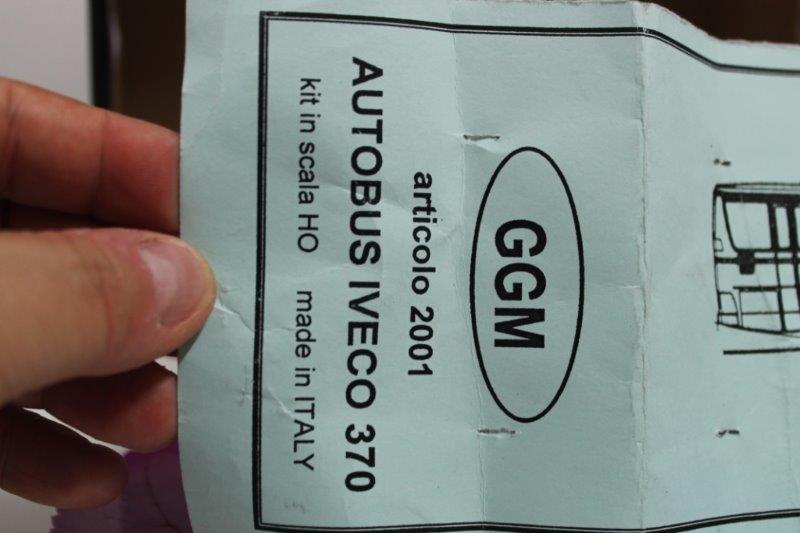 GGM
articolo 2001
AUTOBUS IVECO 370
kit in scala HO made in ITALY